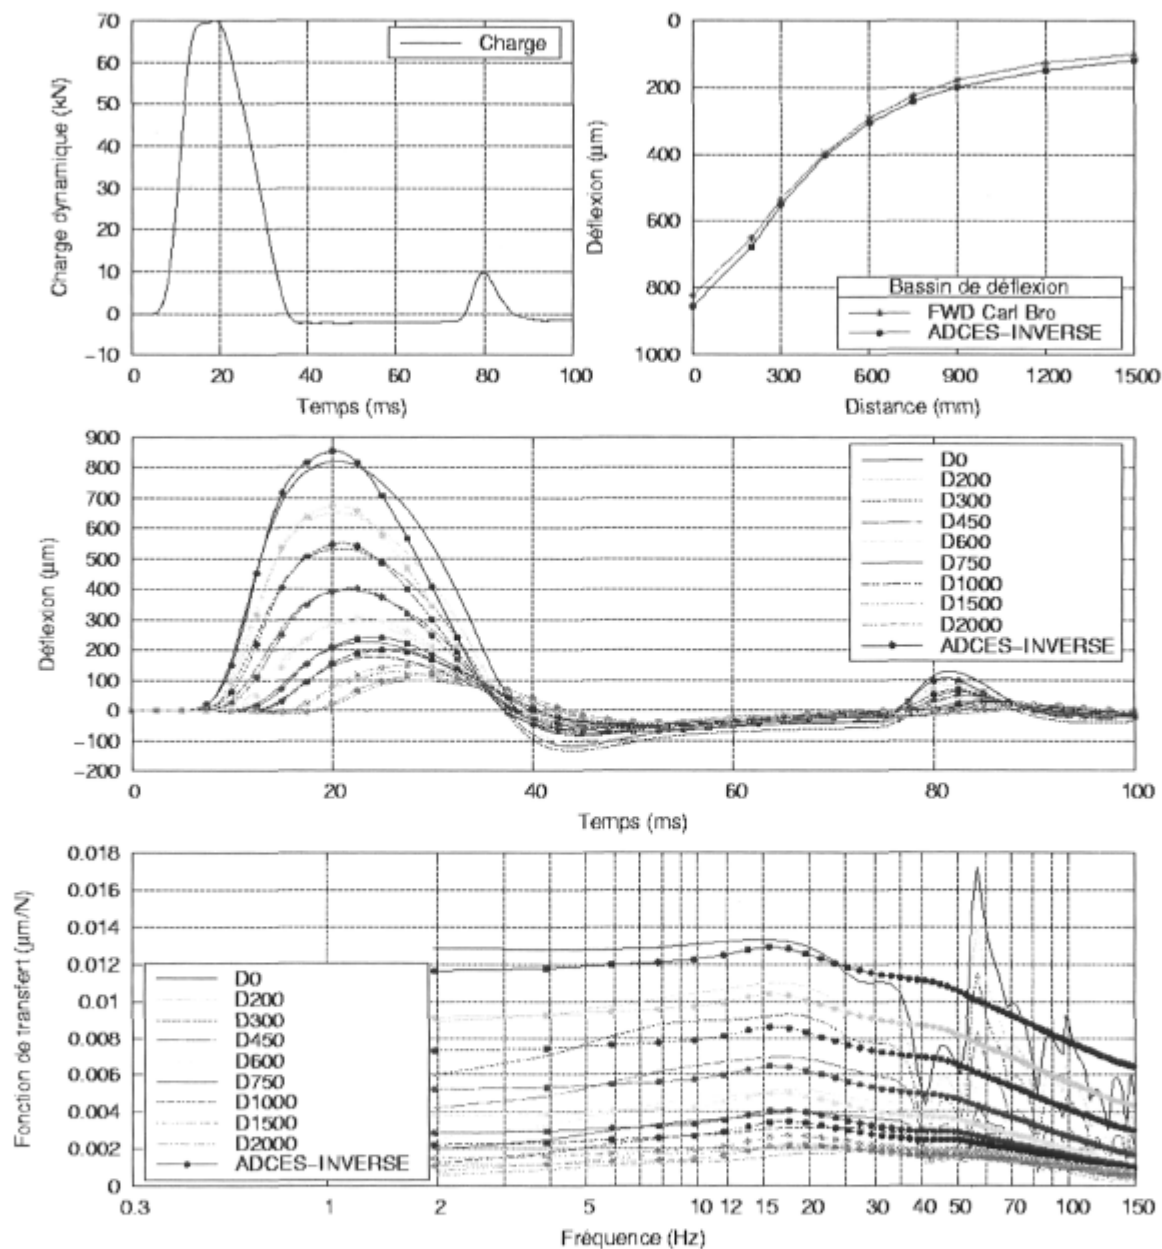 70
60
50
40
30
20
10
0
−10
Charge dynamique (kN)
Charge
0
20
40
60
80
100
Temps (ms)
0
200
400
600
800
1000
Déflexion (µm)
Bassin de déflexion
FWD Carl Bro
ADCES−INVERSE
0
300
600
900
1200
1500
Distance (mm)
900
800
700
600
500
400
300
200
100
0
−100
−200
Déflexion (µm)
D0
D200
D300
D450
D600
D750
D1000
D1500
D2000
ADCES−INVERSE
0
20
40
60
80
100
Temps (ms)
0.018
0.016
0.014
0.012
0.01
0.008
0.006
0.004
0.002
0
Fonction de transfert (µm/N)
D0
D200
D300
D450
D600
D750
D1000
D1500
D2000
ADCES−INVERSE
0.3
1
2
5
10
12
15
20
30
40
50
70
100
150
Fréquence (Hz)